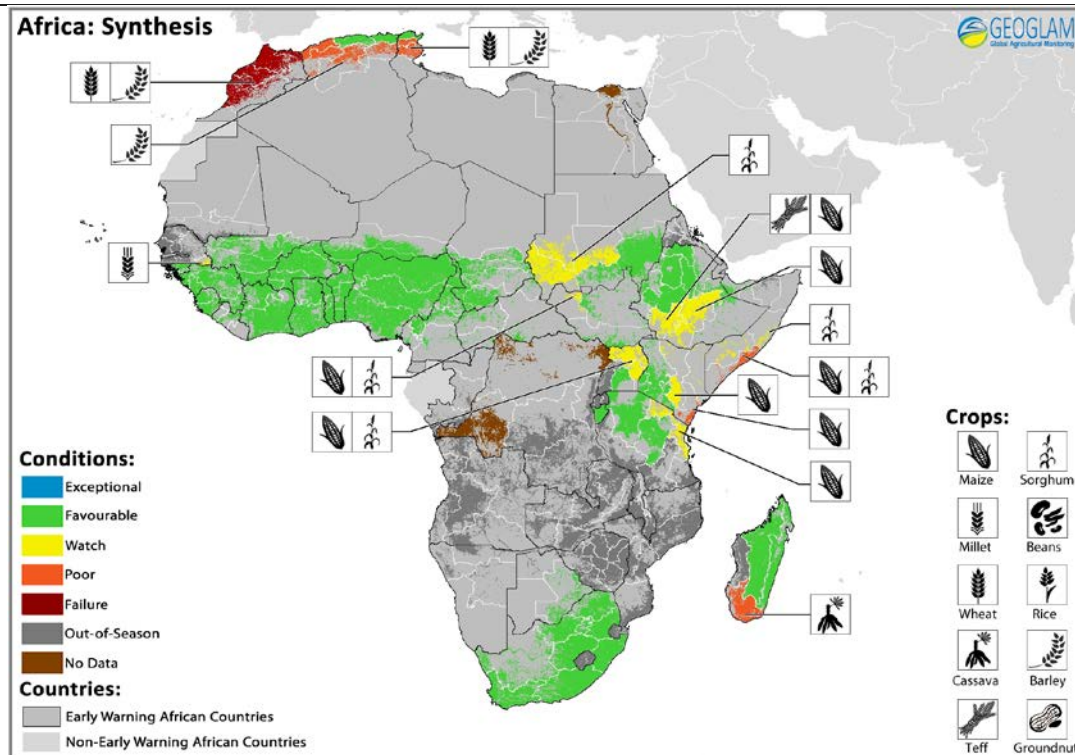 Africa: Synthesis
GEOGLAM
Global Agricultural Monitoring
Conditions:
Exceptional
Favourable
Watch
Poor
Failure
Out-of-Season
No Data
Countries:
Early Warning African Countries
Non-Early Warning African Countries
Crops:
Maize
Sorghum
Millet
Beans
Wheat
Rice
Cassava
Barley
Teff
Groundnut